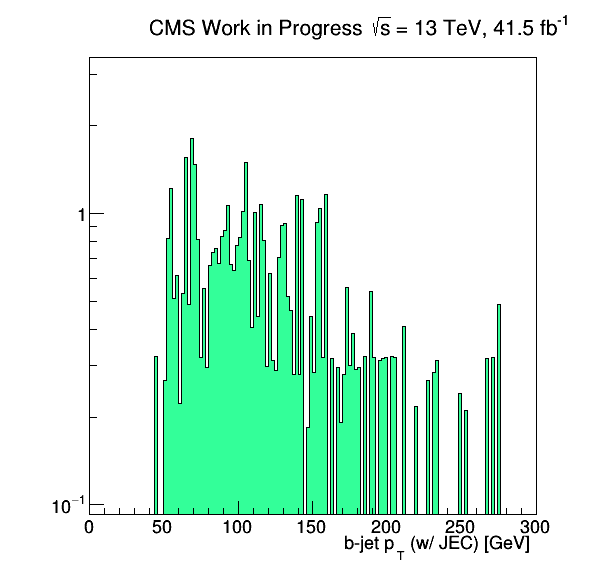 CMS Work in Progress √s = 13 TeV, 41.5 fb⁻¹
1
10⁻¹
0 50 100 150 200 250 300
b-jet p_T (w/ JEC) [GeV]